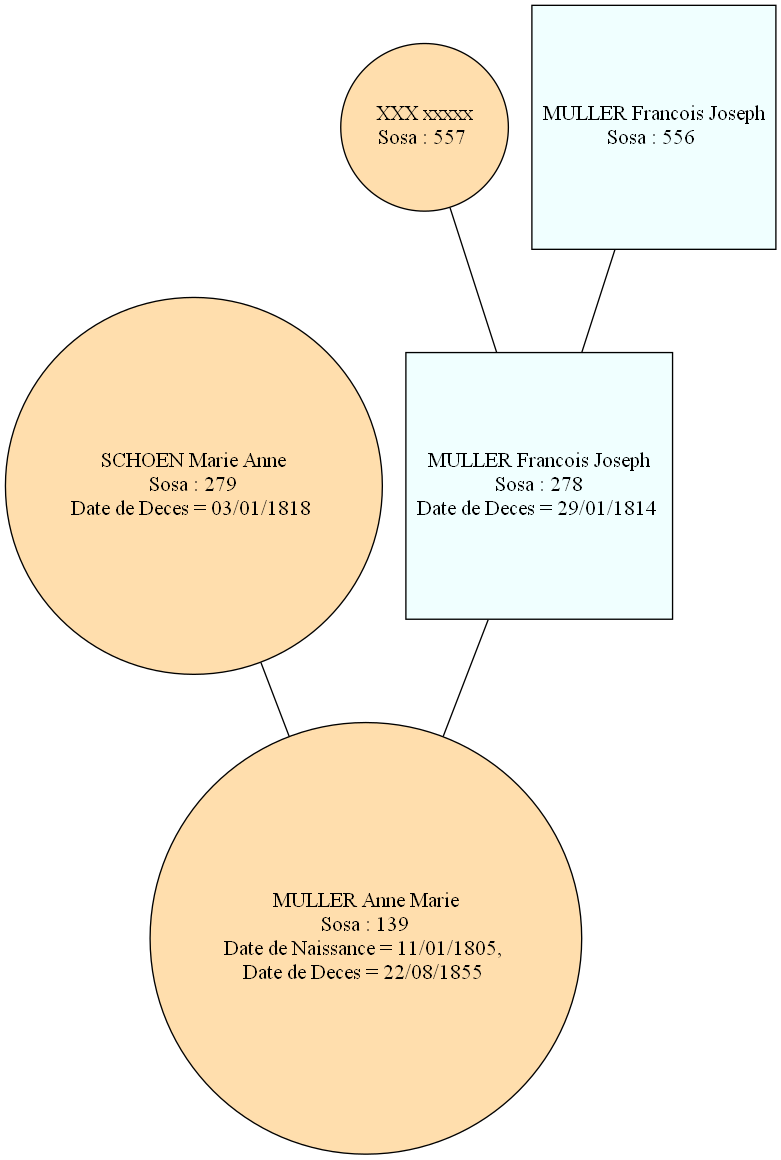 XXX xxxxx
Sosa : 557
MULLER Francois Joseph
Sosa : 556
SCHOEN Marie Anne
Sosa : 279
Date de Deces = 03/01/1818
MULLER Francois Joseph
Sosa : 278
Date de Deces = 29/01/1814
MULLER Anne Marie
Sosa : 139
Date de Naissance = 11/01/1805,
Date de Deces = 22/08/1855